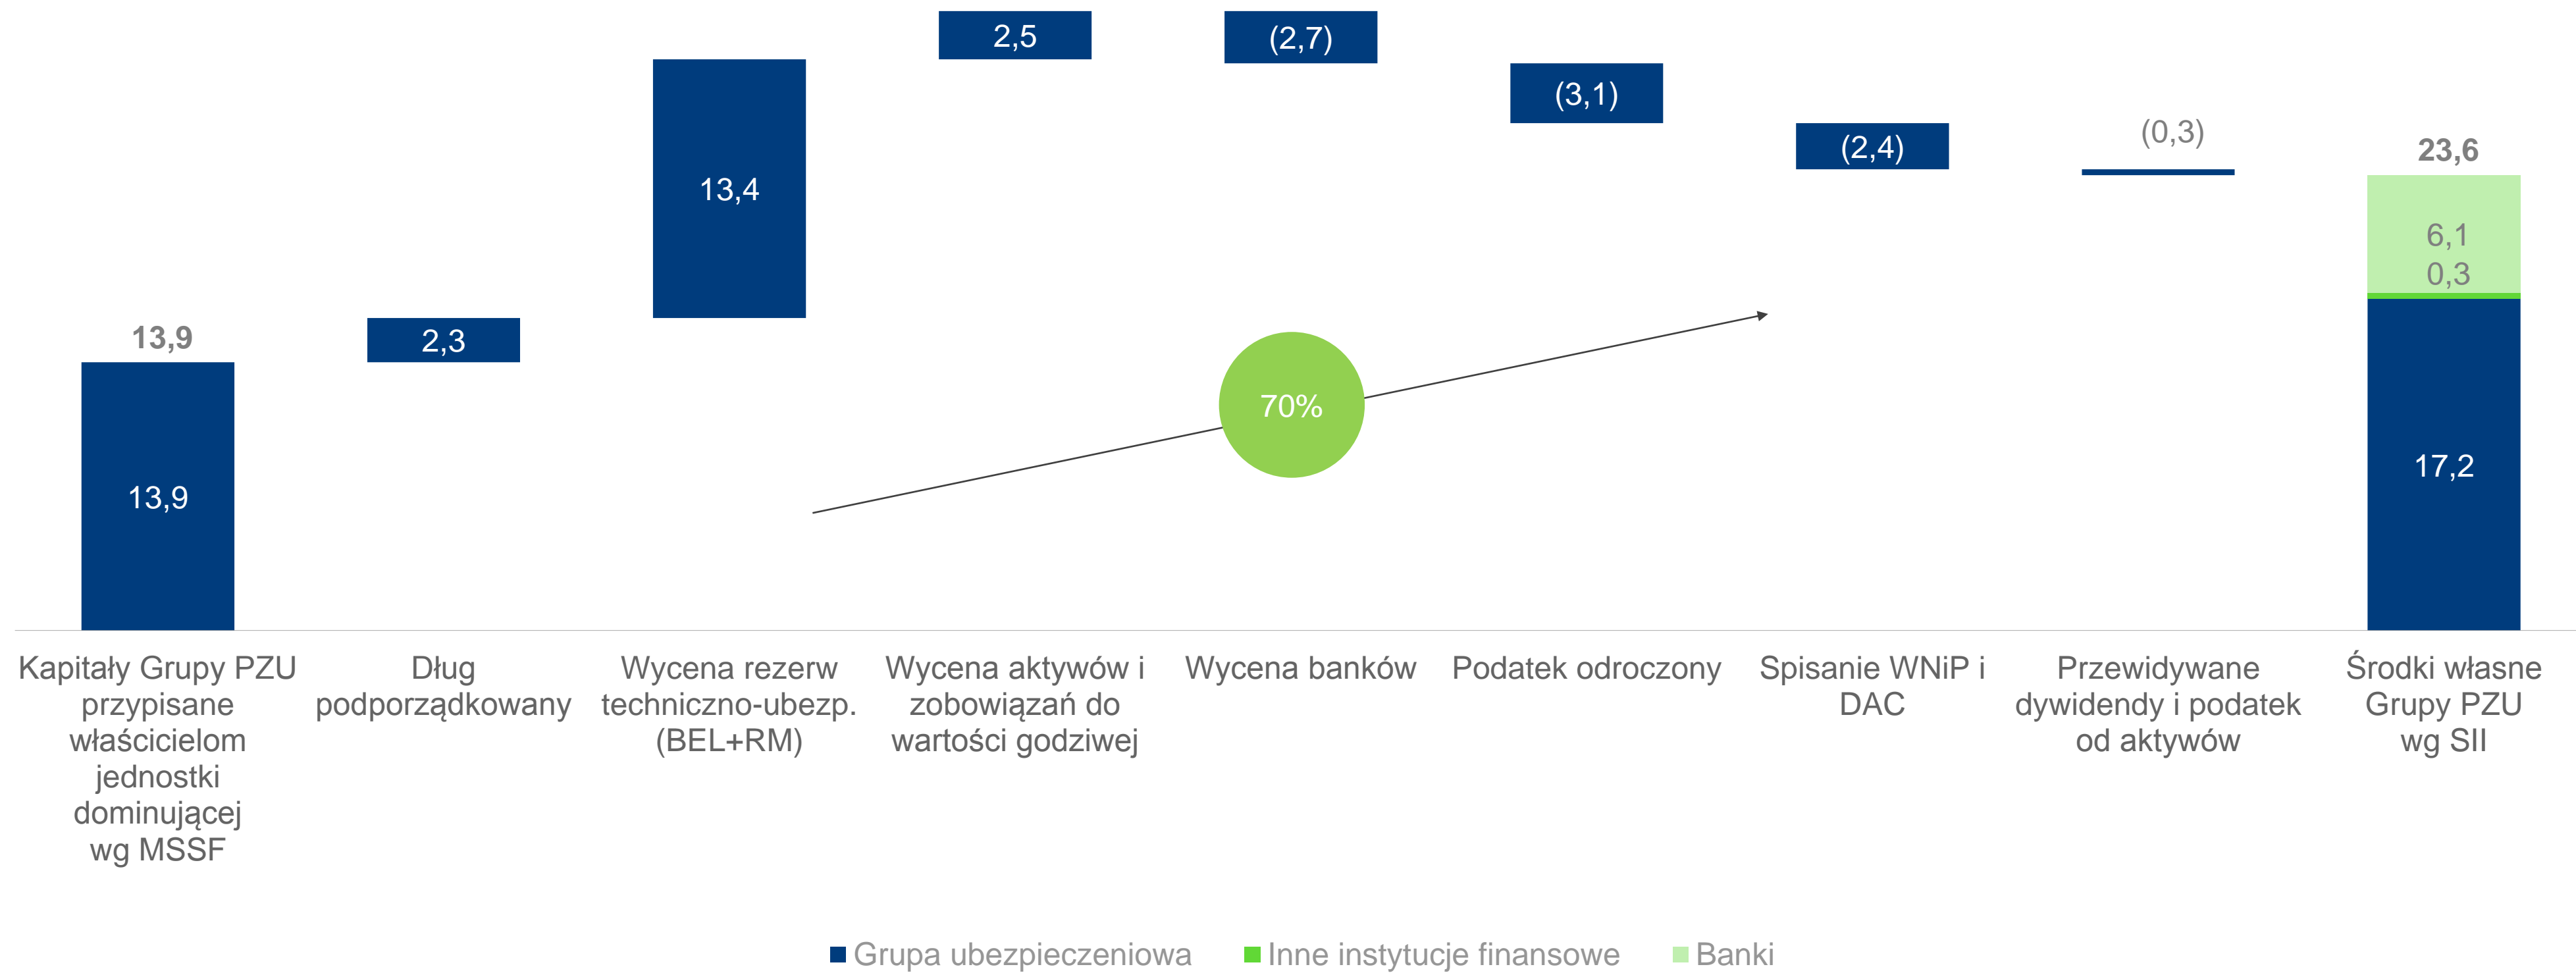 2,5
(2,7)
(3,1)
(2,4)
(0,3)
23,6
13,4
6,1
0,3
13,9
2,3
70%
13,9
17,2
Kapitały Grupy PZU
przypisane
właścicielom
jednostki
dominującej
wg MSSF
Dług
podporządkowany
Wycena rezerw
techniczno-ubezp.
(BEL+RM)
Wycena aktywów i
zobowiązań do
wartości godziwej
Wycena banków
Podatek odroczony
Spisanie WNiP i
DAC
Przewidywane
dywidendy i podatek
od aktywów
Środki własne
Grupy PZU
wg SII
Grupa ubezpieczeniowa
Inne instytucje finansowe
Banki